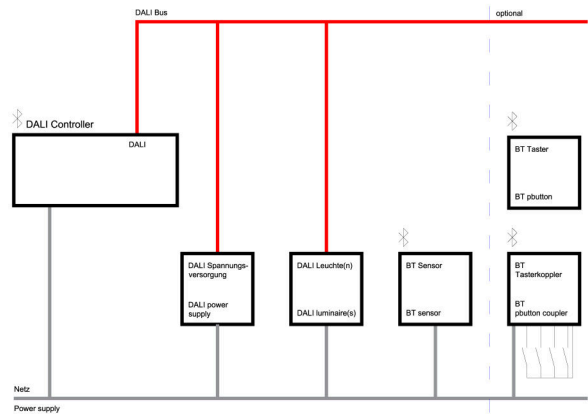 DALI Bus
optional
DALI Controller
DALI
BT Taster
BT pbutton
DALI Spannungs-
versorgung
DALI power
supply
DALI Leuchte(n)
DALI luminaire(s)
BT Sensor
BT sensor
BT
Tasterkoppler
BT
pbutton coupler
Netz
Power supply